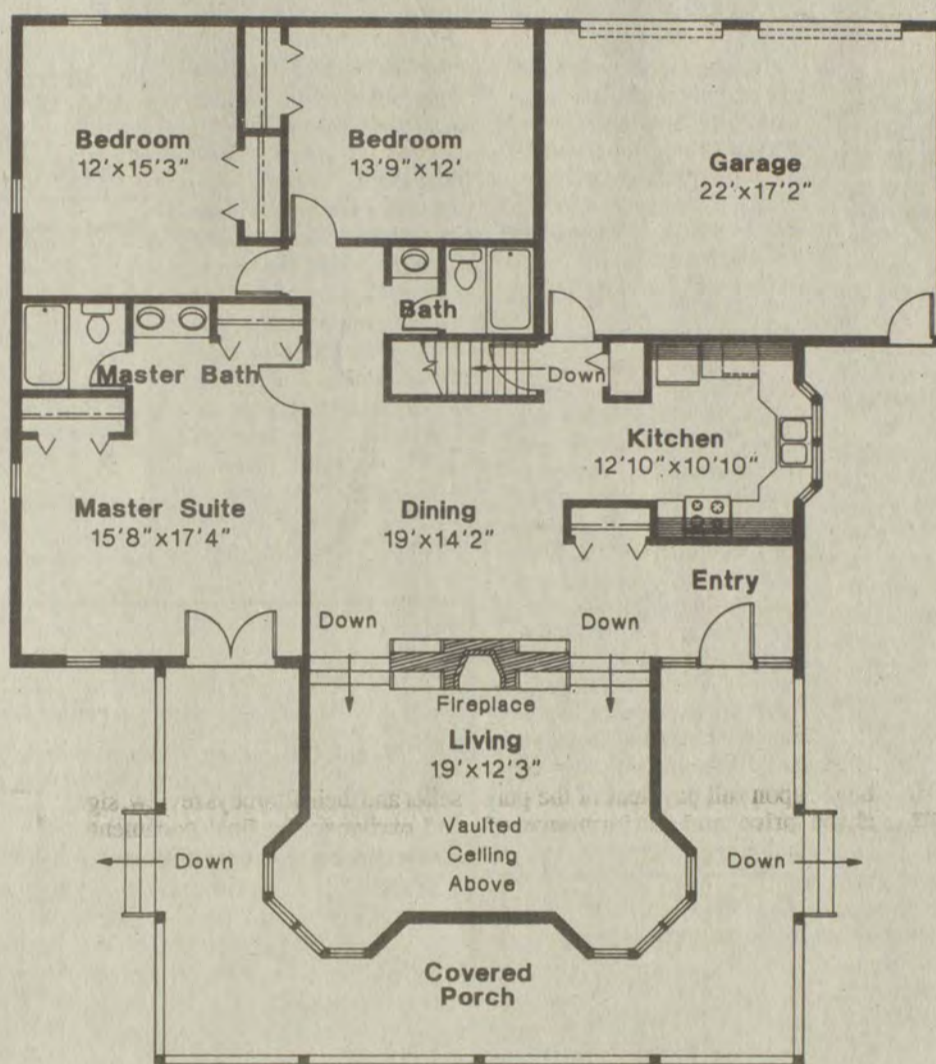 Bedroom
12'x15'3"
Bedroom
13'9"x12'
Garage
22'x17'2"
Bath
Master Bath
Down
Kitchen
12'10"x10'10"
Master Suite
15'8"x17'4"
Dining
19'x14'2"
Entry
Down
Down
Fireplace
Living
19'x12'3"
Vaulted
Ceiling
Above
Down
Down
Covered
Porch